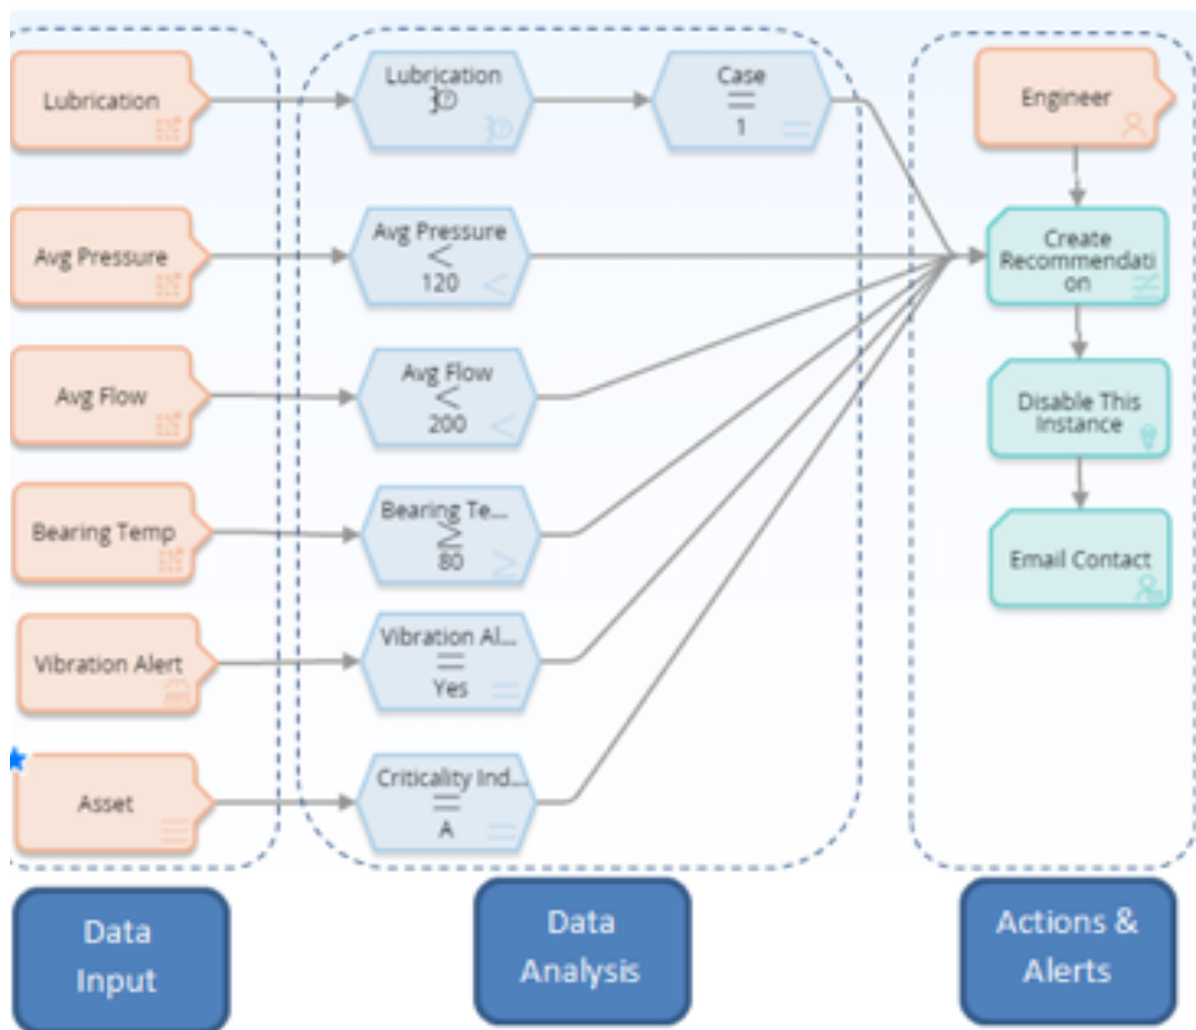 Lubrication
Lubrication
Case
=
1
Engineer
Avg Pressure
Avg Pressure
<
120
Create
Recommendati
on
Avg Flow
Avg Flow
<
200
Disable This
Instance
Bearing Temp
Bearing Te...
≥
80
Email Contact
Vibration Alert
Vibration Al...
=
Yes
Asset
Criticality Ind...
=
A
Data
Input
Data
Analysis
Actions &
Alerts